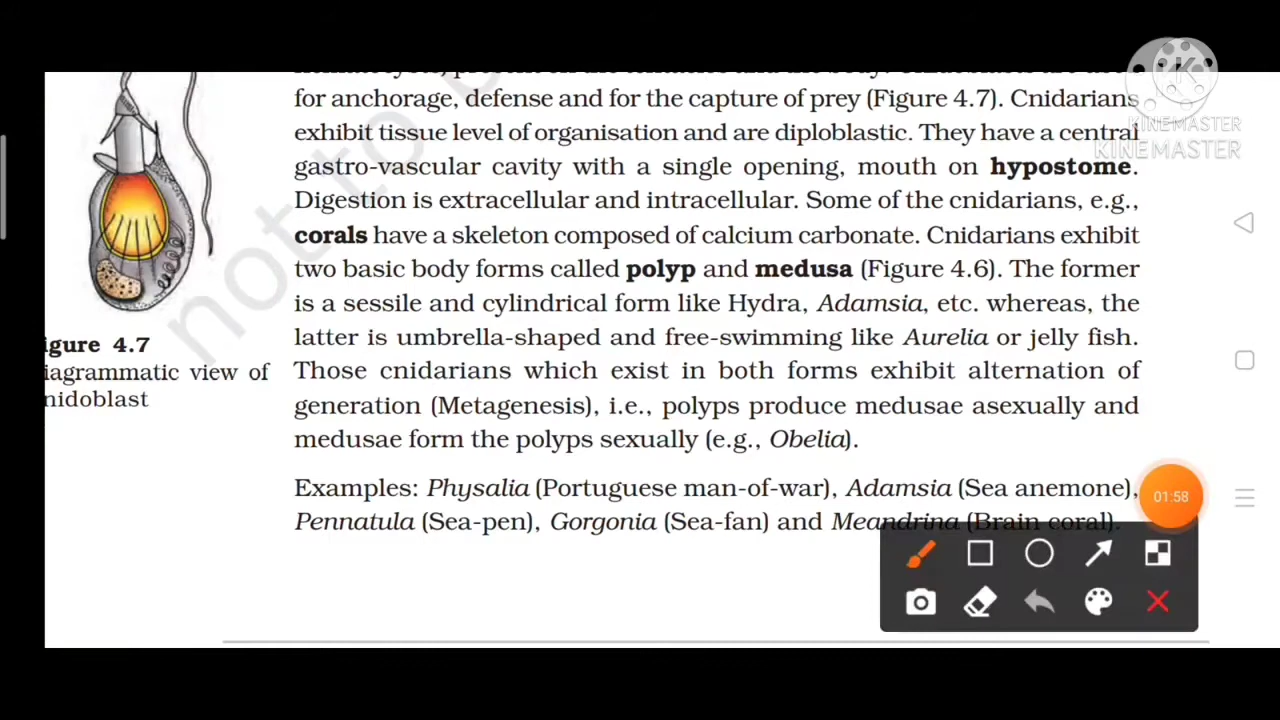 for anchorage, defense and for the capture of prey (Figure 4.7). Cnidarians
exhibit tissue level of organisation and are diploblastic. They have a central
gastro-vascular cavity with a single opening, mouth on hypostome.
Digestion is extracellular and intracellular. Some of the cnidarians, e.g.,
corals have a skeleton composed of calcium carbonate. Cnidarians exhibit
two basic body forms called polyp and medusa (Figure 4.6). The former
is a sessile and cylindrical form like Hydra, Adamsia, etc. whereas, the
latter is umbrella-shaped and free-swimming like Aurelia or jelly fish.
Those cnidarians which exist in both forms exhibit alternation of
generation (Metagenesis), i.e., polyps produce medusae asexually and
medusae form the polyps sexually (e.g., Obelia).
Examples: Physalia (Portuguese man-of-war), Adamsia (Sea anemone),
Pennatula (Sea-pen), Gorgonia (Sea-fan) and Meandrina (Brain coral).
igure 4.7
iagrammatic view of
nidoblast
not to b
KINEMASTER
KINEMASTER
01:58